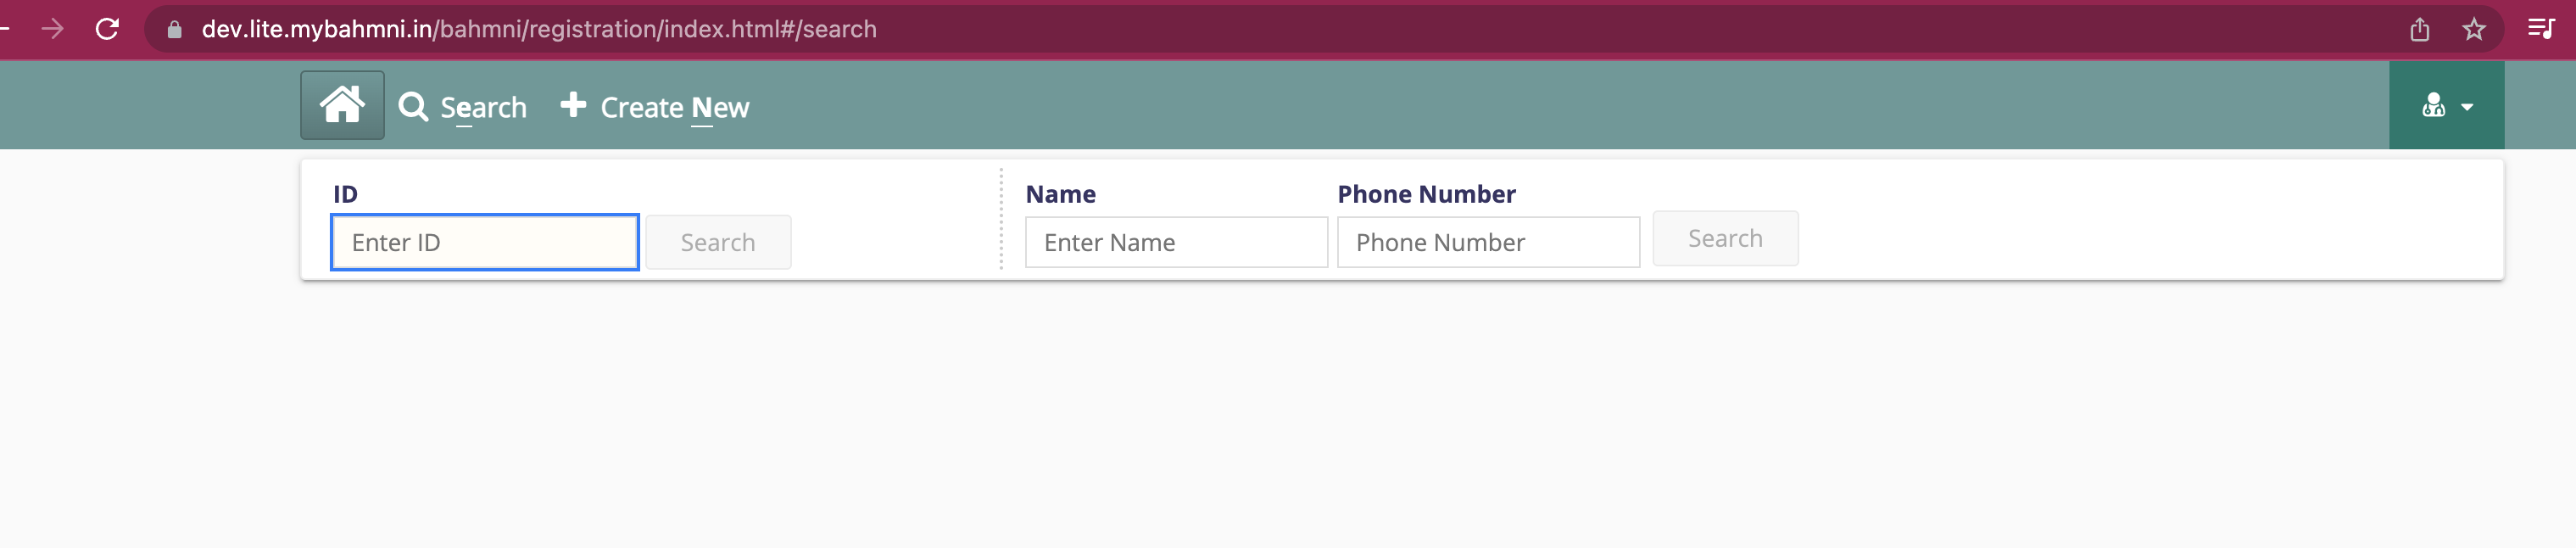 dev.lite.mybahmni.in/bahmni/registration/index.html#/search
Search Create New
ID Name Phone Number
Enter ID Search Enter Name Phone Number Search